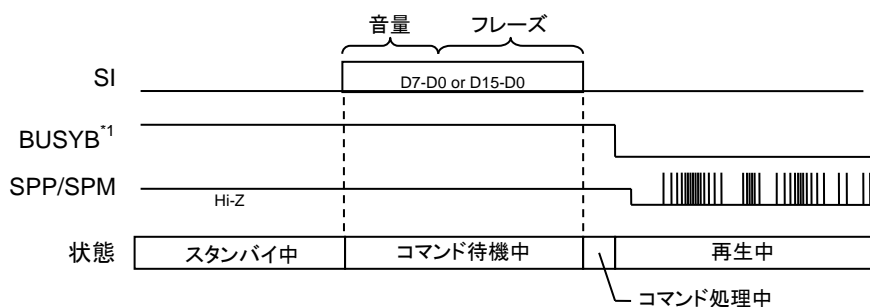 音量 フレーズ
SI D7-D0 or D15-D0
BUSYB*1
SPP/SPM Hi-Z
状態 スタンバイ中 コマンド待機中 再生中
コマンド処理中